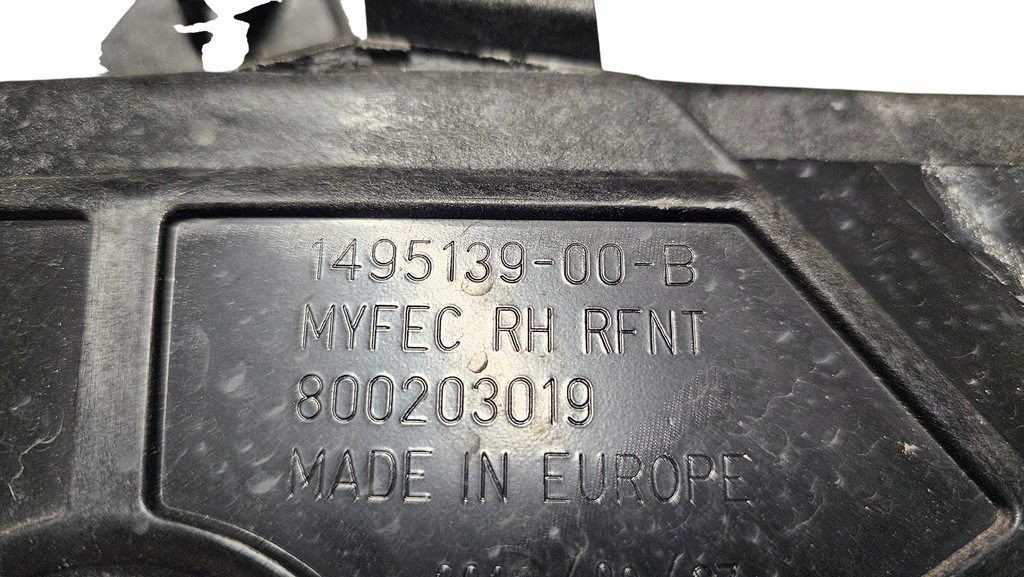 1495139-00-B
MYFEC RH RFNT
800203019
MADE IN EUROPE